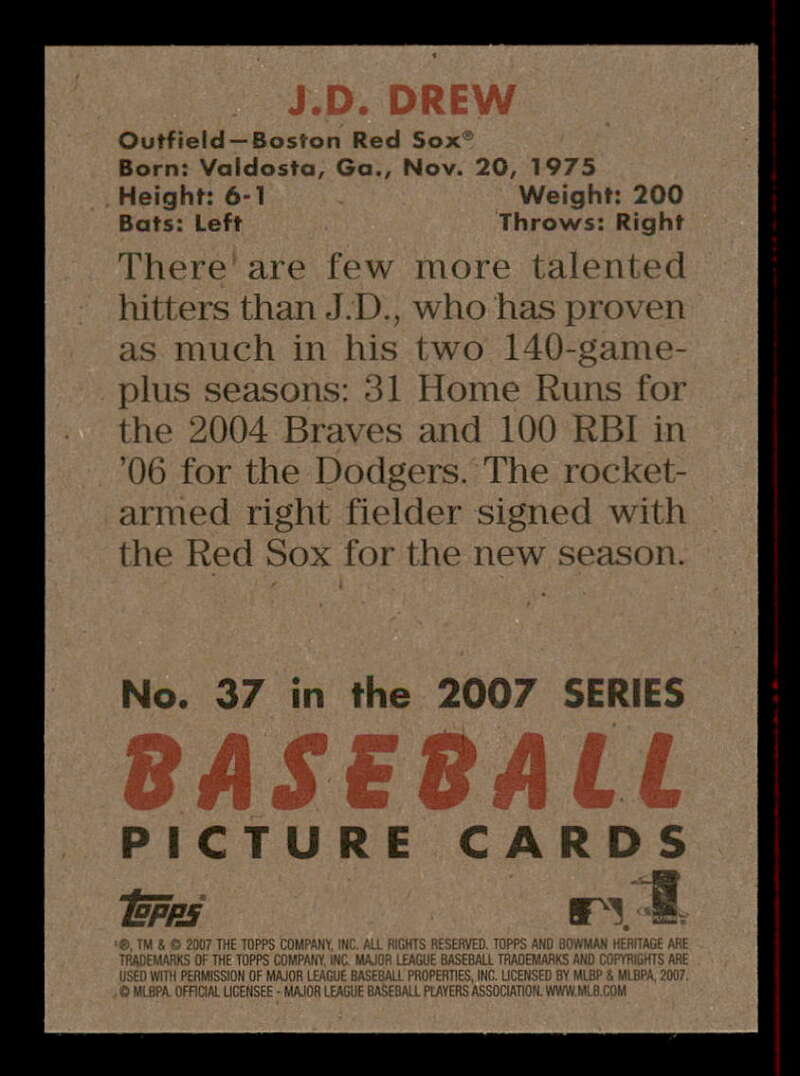 J.D. DREW
Outfield—Boston Red Sox®
Born: Valdosta, Ga., Nov. 20, 1975
Height: 6-1 Weight: 200
Bats: Left Throws: Right
There are few more talented
hitters than J.D., who has proven
as much in his two 140-game-
plus seasons: 31 Home Runs for
the 2004 Braves and 100 RBI in
'06 for the Dodgers. The rocket-
armed right fielder signed with
the Red Sox for the new season.
No. 37 in the 2007 SERIES
BASEBALL
PICTURE CARDS
topps
®, TM & © 2007 THE TOPPS COMPANY, INC. ALL RIGHTS RESERVED. TOPPS AND BOWMAN HERITAGE ARE
TRADEMARKS OF THE TOPPS COMPANY, INC. MAJOR LEAGUE BASEBALL TRADEMARKS AND COPYRIGHTS ARE
USED WITH PERMISSION OF MAJOR LEAGUE BASEBALL PROPERTIES, INC. LICENSED BY MLBP & MLBPA, 2007.
© MLBPA. OFFICIAL LICENSEE - MAJOR LEAGUE BASEBALL PLAYERS ASSOCIATION. WWW.MLB.COM